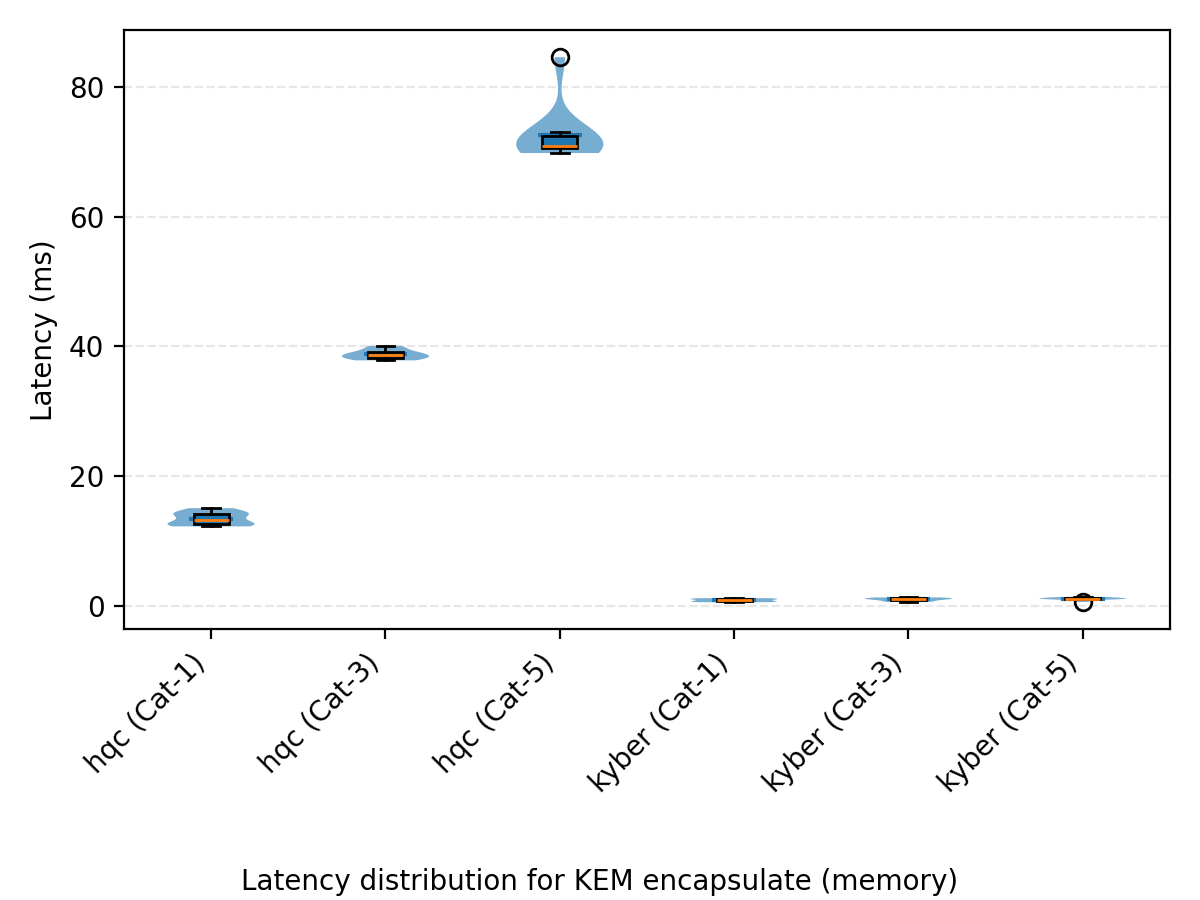 80
60
40
20
0
Latency (ms)
hqc (Cat-1)
hqc (Cat-3)
hqc (Cat-5)
kyber (Cat-1)
kyber (Cat-3)
kyber (Cat-5)
Latency distribution for KEM encapsulate (memory)